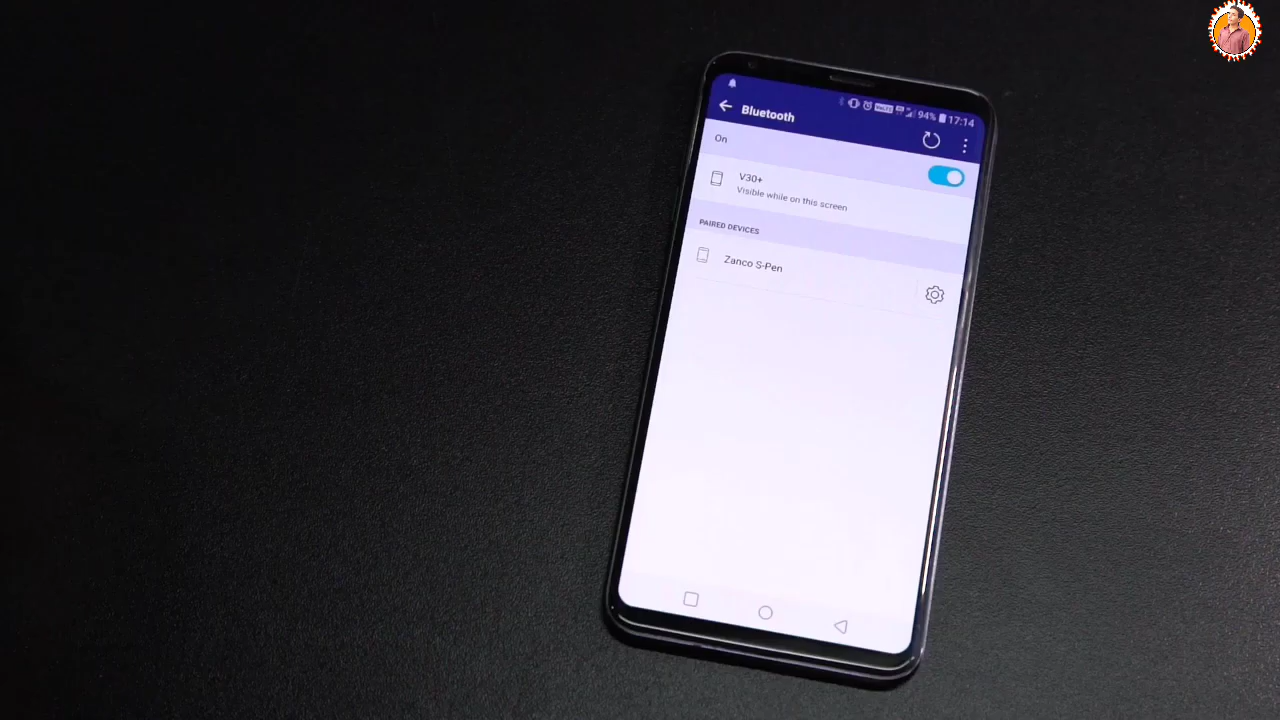 94% 17:14
Bluetooth
On
V30+
Visible while on this screen
PAIRED DEVICES
Zanco S-Pen